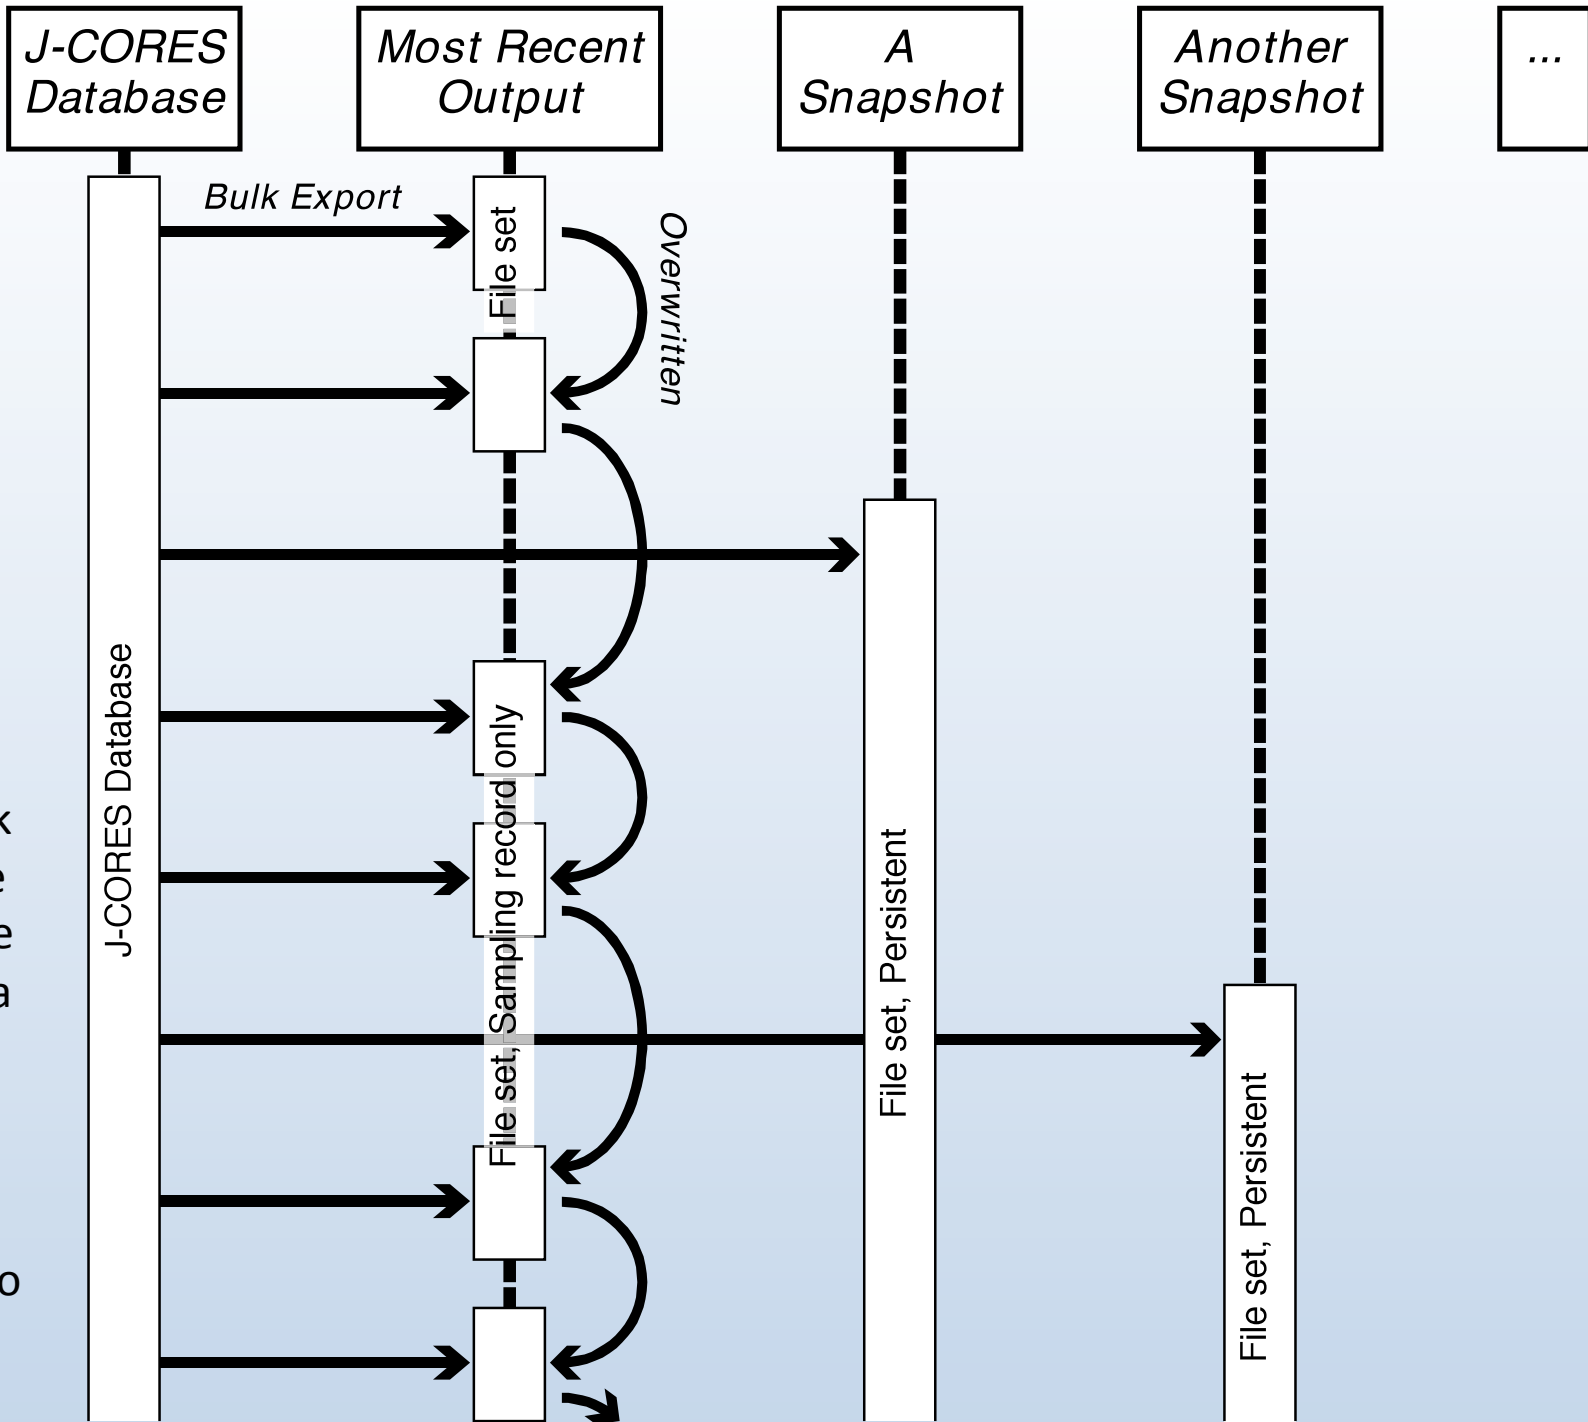 J-CORES
Database
Most Recent
Output
A
Snapshot
Another
Snapshot
...
Bulk Export
File set
Overwritten
J-CORES Database
File set, Sampling record only
File set, Persistent
File set, Persistent
k
e
e
a
o